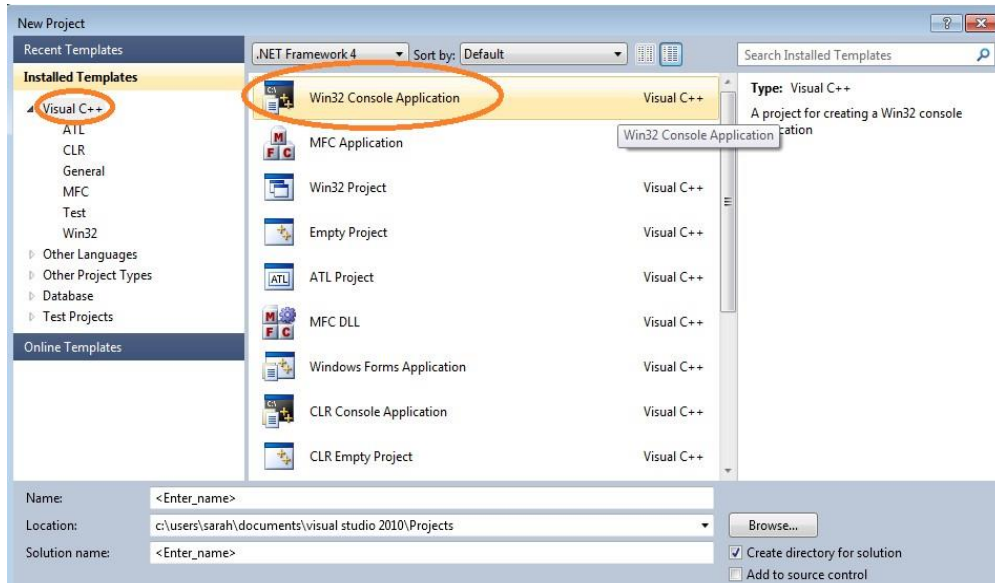 New Project
Recent Templates
Installed Templates
Visual C++
ATL
CLR
General
MFC
Test
Win32
Other Languages
Other Project Types
Database
Test Projects
Online Templates
.NET Framework 4 Sort by: Default
Win32 Console Application Visual C++
MFC Application
Win32 Console Application
Win32 Project Visual C++
Empty Project Visual C++
ATL Project Visual C++
MFC DLL Visual C++
Windows Forms Application Visual C++
CLR Console Application Visual C++
CLR Empty Project Visual C++
Search Installed Templates
Type: Visual C++
A project for creating a Win32 console
Name: <Enter_name>
Location: c:\users\sarah\documents\visual studio 2010\Projects
Browse...
Solution name: <Enter_name>
Create directory for solution
Add to source control